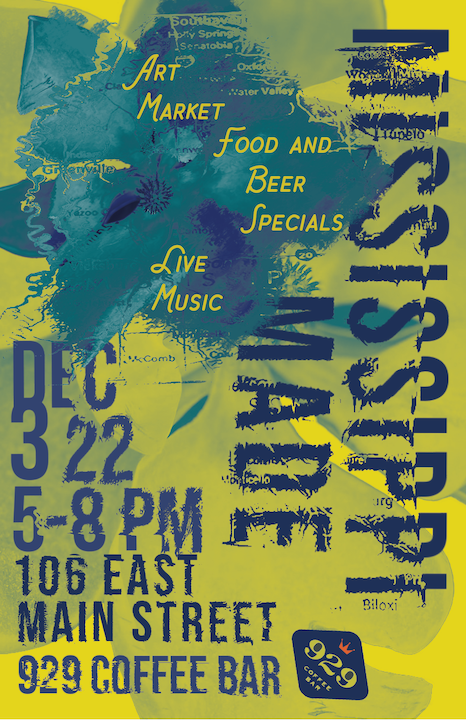 Southaven
Holly Springs
Senatobia
Oxford
Water Valley
Tupelo
Greenville
Yazoo
McComb
Biloxi
Art
Market
Food and
Beer
Specials
Live
Music
MISSISSIPPI
MADE
DEC
3 22
5-8 PM
106 EAST
MAIN STREET
929 COFFEE BAR
929
COFFEE
BAR